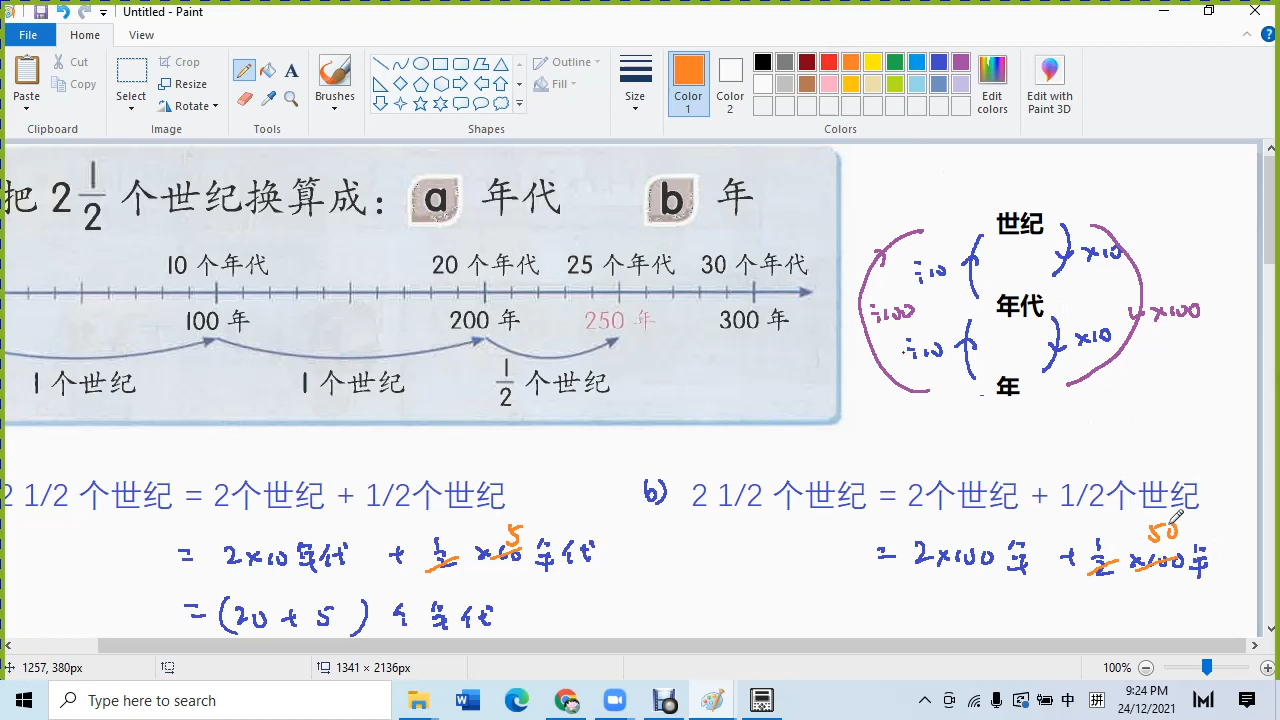 Untitled - Paint
File Home View
Paste Cut Copy Clipboard
Select Crop Resize Rotate Image
Tools
Brushes
Outline Fill Shapes
Size
Color 1 Color 2 Edit colors Colors
Edit with Paint 3D
把 2 1/2 个世纪换算成： a 年代 b 年
10 个年代 20 个年代 25 个年代 30 个年代
100 年 200 年 250 年 300 年
1 个世纪 1 个世纪 1/2 个世纪
世纪
÷10 ×10
年代
÷100 ×100
÷10 ×10
年
2 1/2 个世纪 = 2个世纪 + 1/2个世纪
= 2×10 年代 + 1/2 ×10 5 年代
= (20 + 5) 个 年代
b) 2 1/2 个世纪 = 2个世纪 + 1/2个世纪
= 2×100 年 + 1/2 ×100 50 年
1257, 380px 1341 × 2136px 100%
Type here to search
中 拼 9:24 PM
24/12/2021